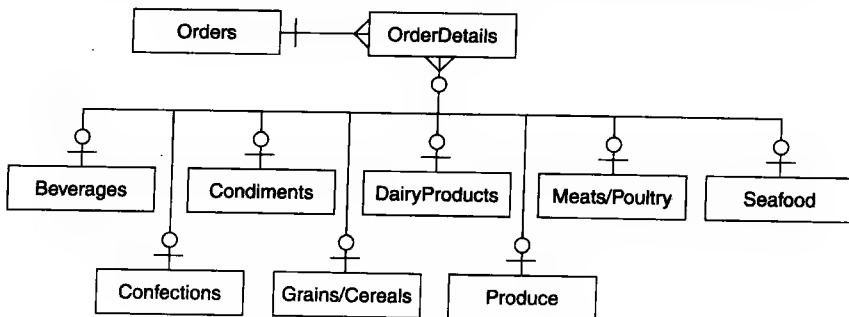 Orders
OrderDetails
Beverages
Condiments
DairyProducts
Meats/Poultry
Seafood
Confections
Grains/Cereals
Produce